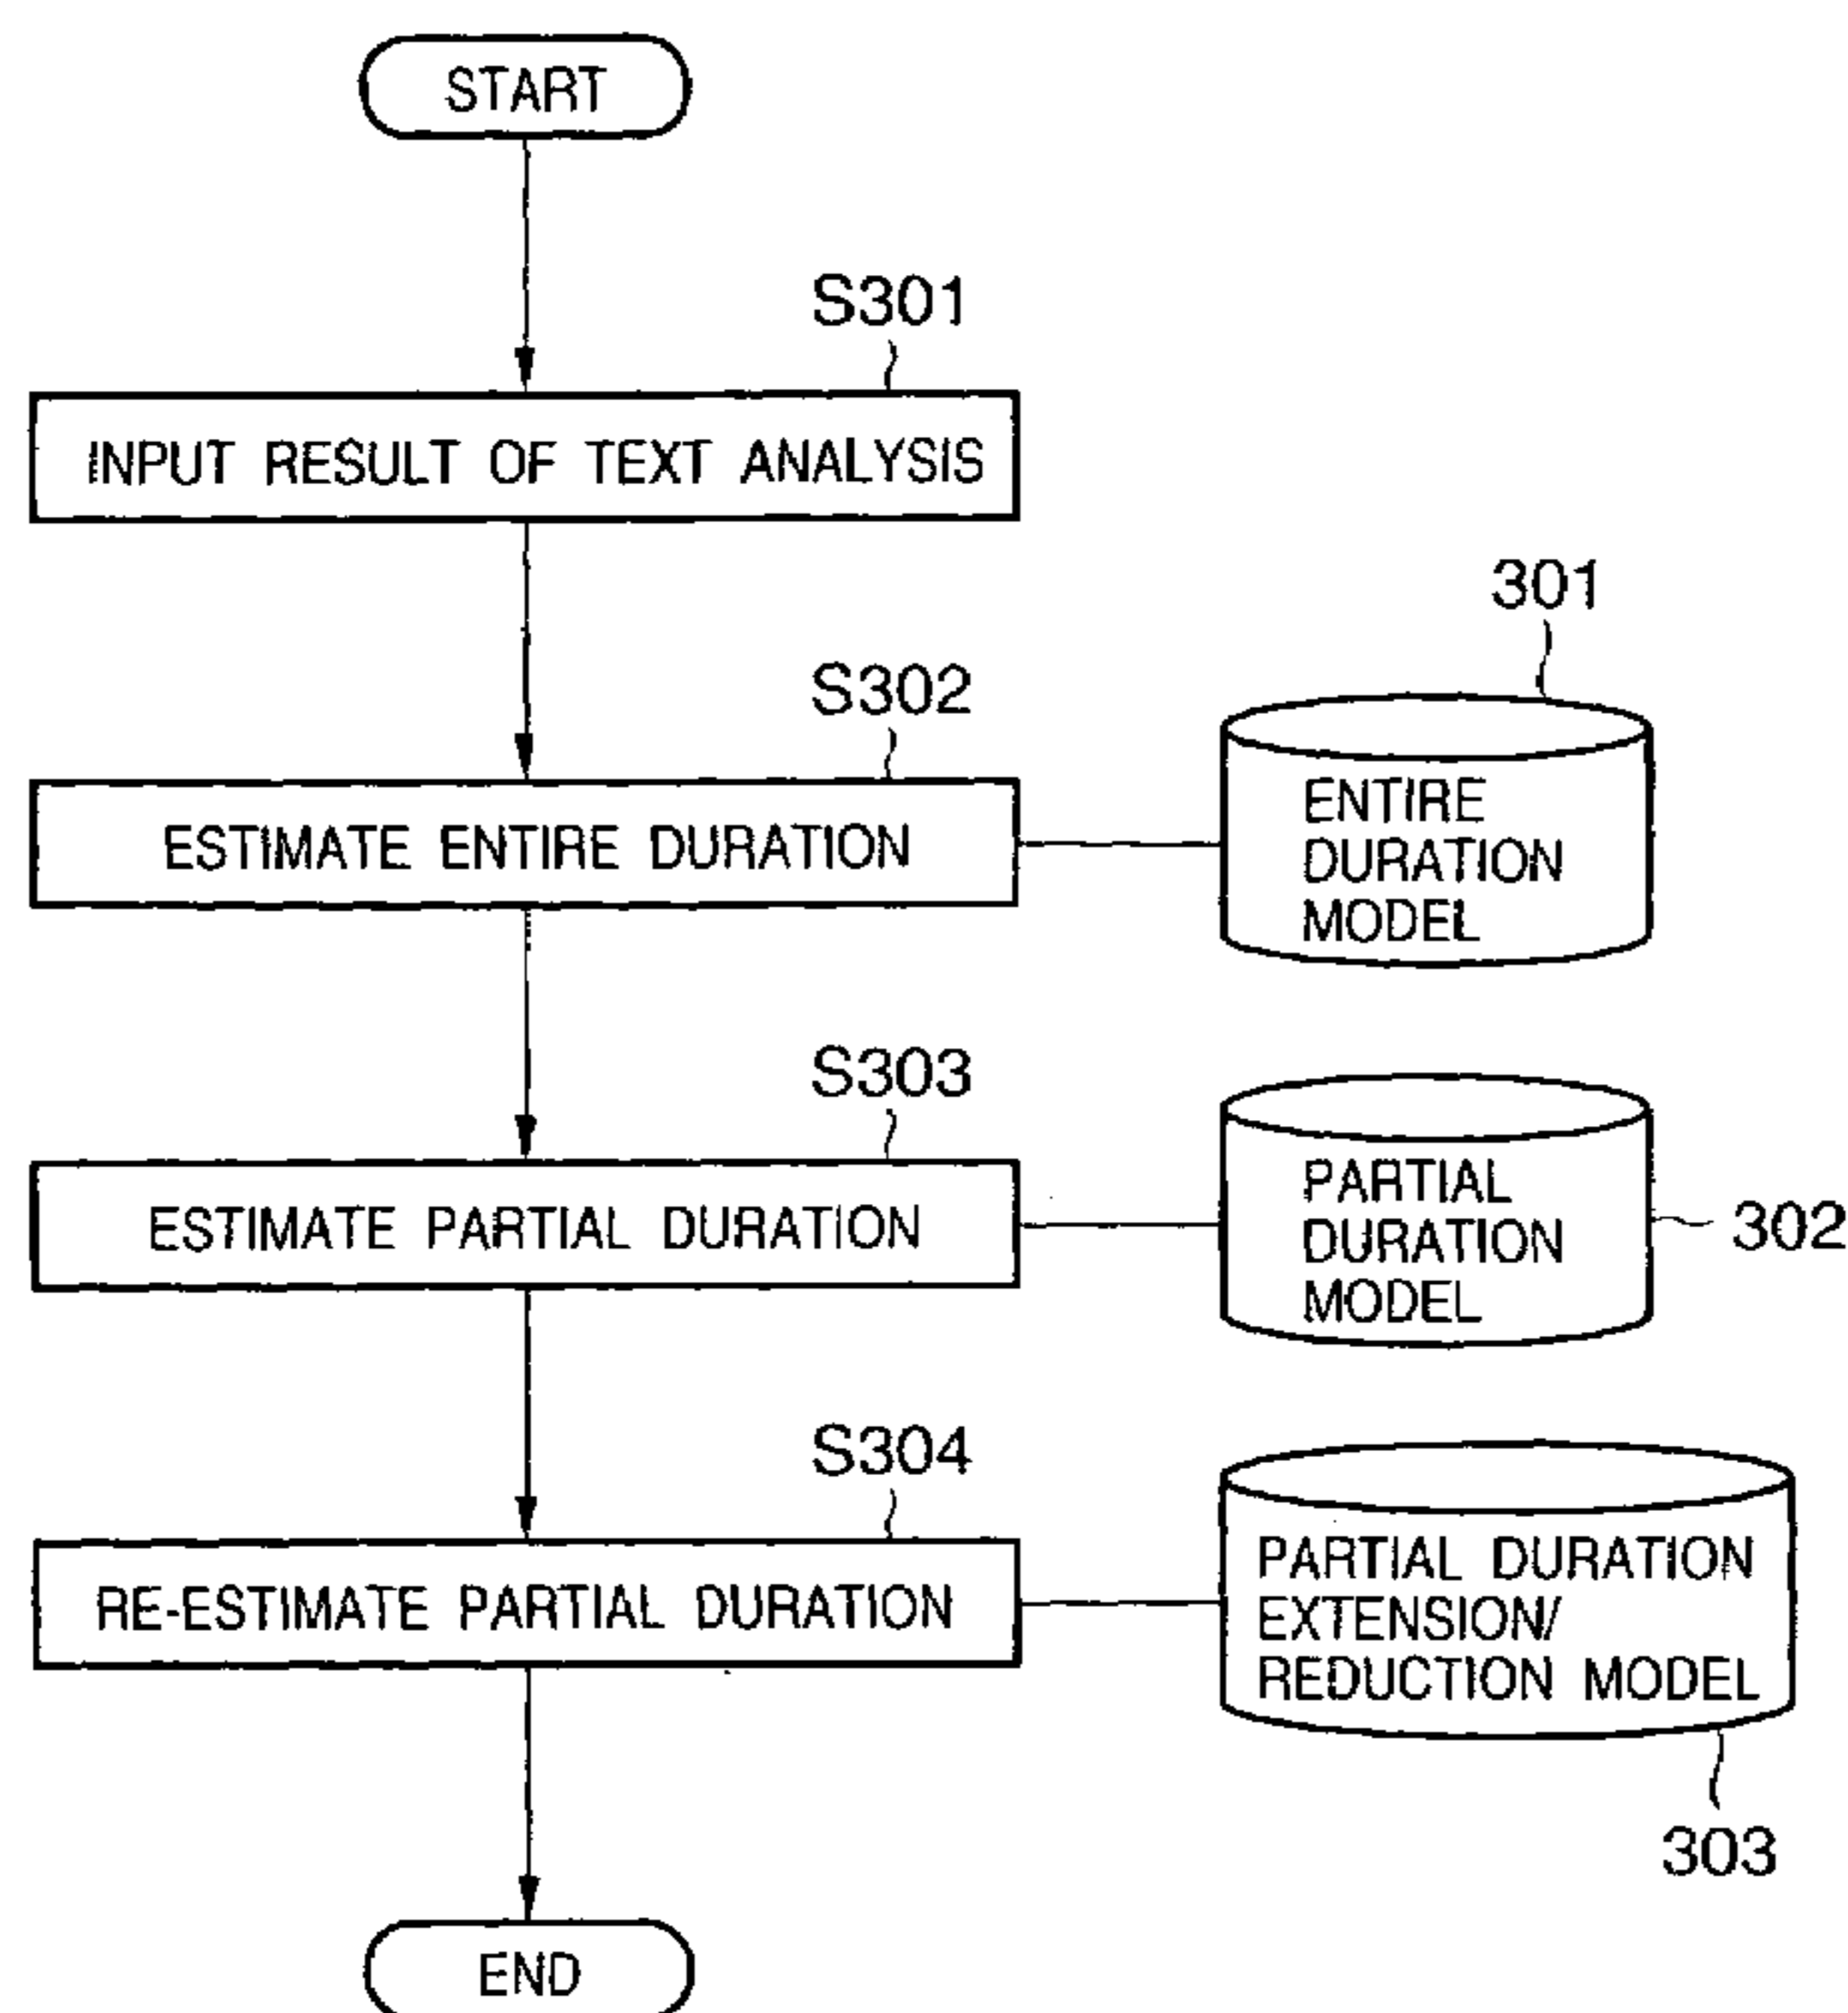 START
S301
INPUT RESULT OF TEXT ANALYSIS
301
S302
ESTIMATE ENTIRE DURATION
ENTIRE
DURATION
MODEL
S303
ESTIMATE PARTIAL DURATION
PARTIAL
DURATION
MODEL
302
S304
RE-ESTIMATE PARTIAL DURATION
PARTIAL DURATION
EXTENSION/
REDUCTION MODEL
303
END